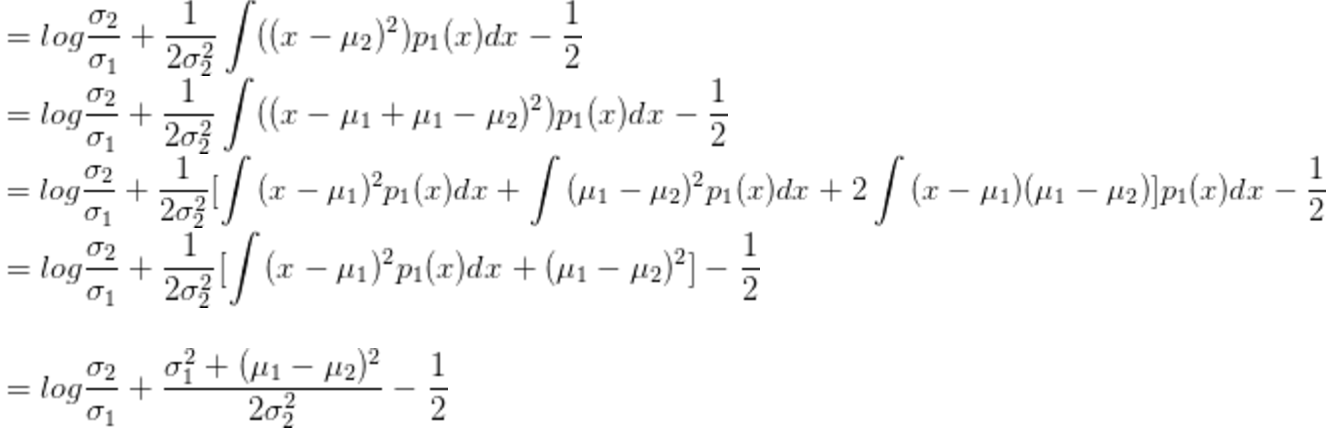 = log σ₂/σ₁ + 1/(2σ₂²) ∫ ((x − μ₂)²)p₁(x)dx − 1/2
= log σ₂/σ₁ + 1/(2σ₂²) ∫ ((x − μ₁ + μ₁ − μ₂)²)p₁(x)dx − 1/2
= log σ₂/σ₁ + 1/(2σ₂²) [∫ (x − μ₁)²p₁(x)dx + ∫ (μ₁ − μ₂)²p₁(x)dx + 2 ∫ (x − μ₁)(μ₁ − μ₂)]p₁(x)dx − 1/2
= log σ₂/σ₁ + 1/(2σ₂²) [∫ (x − μ₁)²p₁(x)dx + (μ₁ − μ₂)²] − 1/2
= log σ₂/σ₁ + (σ₁² + (μ₁ − μ₂)²)/(2σ₂²) − 1/2